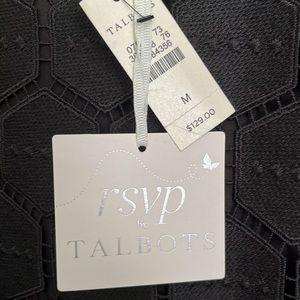 TALBOTS
M
$129.00
rsvp
by
TALBOTS